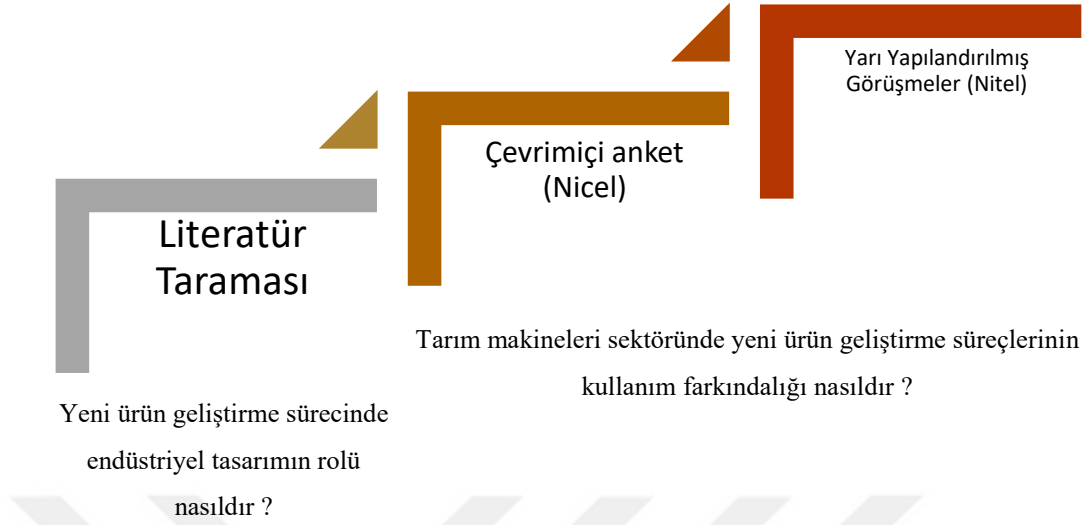 Yarı Yapılandırılmış
Görüşmeler (Nitel)
Çevrimiçi anket
(Nicel)
Literatür
Taraması
Tarım makineleri sektöründe yeni ürün geliştirme süreçlerinin
kullanım farkındalığı nasıldır ?
Yeni ürün geliştirme sürecinde
endüstriyel tasarımın rolü
nasıldır ?